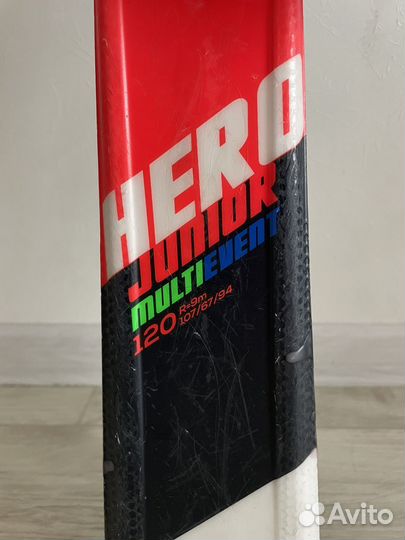 HERO
JUNIOR
MULTIEVENT
120 R=9m
107/67/94
Avito